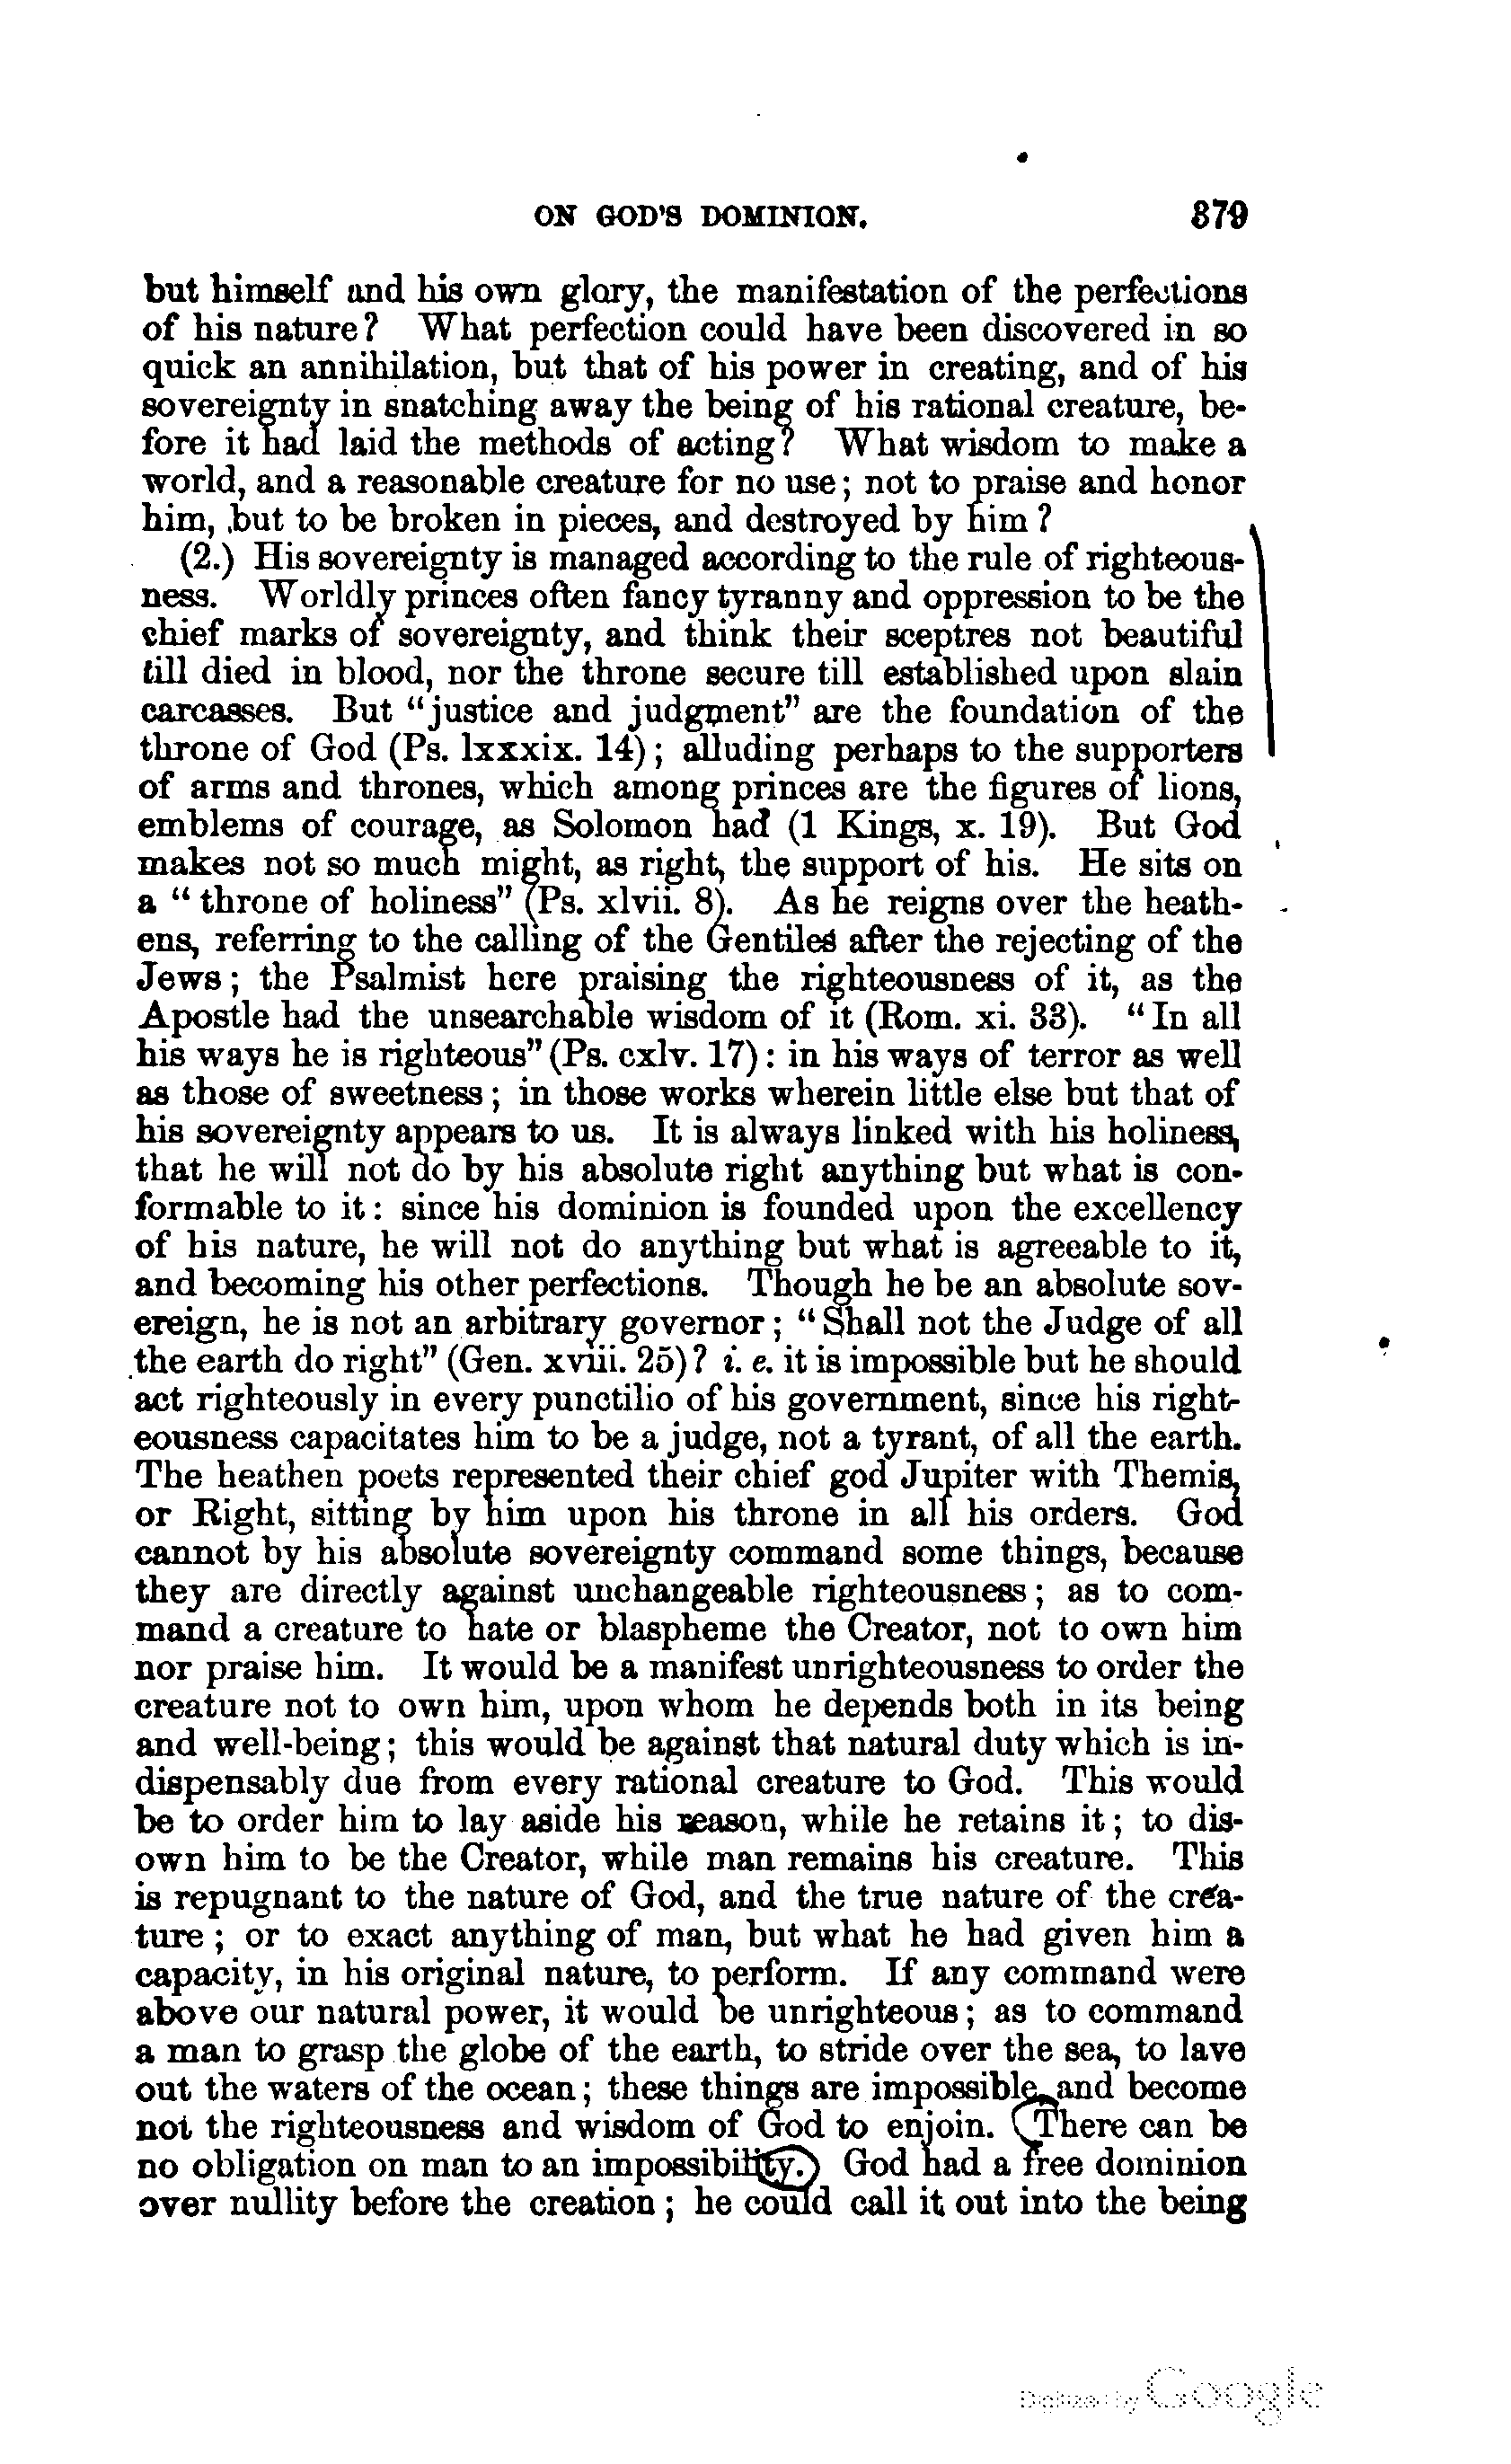 ON GOD'S DOMINION. 379
but himself and his own glory, the manifestation of the perfections
of his nature? What perfection could have been discovered in so
quick an annihilation, but that of his power in creating, and of his
sovereignty in snatching away the being of his rational creature, be-
fore it had laid the methods of acting? What wisdom to make a
world, and a reasonable creature for no use; not to praise and honor
him, but to be broken in pieces, and destroyed by him?
(2.) His sovereignty is managed according to the rule of righteous-
ness. Worldly princes often fancy tyranny and oppression to be the
chief marks of sovereignty, and think their sceptres not beautiful
till died in blood, nor the throne secure till established upon slain
carcasses. But "justice and judgment" are the foundation of the
throne of God (Ps. lxxxix. 14); alluding perhaps to the supporters
of arms and thrones, which among princes are the figures of lions,
emblems of courage, as Solomon had (1 Kings, x. 19). But God
makes not so much might, as right, the support of his. He sits on
a "throne of holiness" (Ps. xlvii. 8). As he reigns over the heath-
ens, referring to the calling of the Gentiles after the rejecting of the
Jews; the Psalmist here praising the righteousness of it, as the
Apostle had the unsearchable wisdom of it (Rom. xi. 33). "In all
his ways he is righteous" (Ps. cxlv. 17): in his ways of terror as well
as those of sweetness; in those works wherein little else but that of
his sovereignty appears to us. It is always linked with his holiness,
that he will not do by his absolute right anything but what is con-
formable to it: since his dominion is founded upon the excellency
of his nature, he will not do anything but what is agreeable to it,
and becoming his other perfections. Though he be an absolute sov-
ereign, he is not an arbitrary governor; "Shall not the Judge of all
the earth do right" (Gen. xviii. 25)? i. e. it is impossible but he should
act righteously in every punctilio of his government, since his right-
eousness capacitates him to be a judge, not a tyrant, of all the earth.
The heathen poets represented their chief god Jupiter with Themis,
or Right, sitting by him upon his throne in all his orders. God
cannot by his absolute sovereignty command some things, because
they are directly against unchangeable righteousness; as to com-
mand a creature to hate or blaspheme the Creator, not to own him
nor praise him. It would be a manifest unrighteousness to order the
creature not to own him, upon whom he depends both in its being
and well-being; this would be against that natural duty which is in-
dispensably due from every rational creature to God. This would
be to order him to lay aside his reason, while he retains it; to dis-
own him to be the Creator, while man remains his creature. This
is repugnant to the nature of God, and the true nature of the crea-
ture; or to exact anything of man, but what he had given him a
capacity, in his original nature, to perform. If any command were
above our natural power, it would be unrighteous; as to command
a man to grasp the globe of the earth, to stride over the sea, to lave
out the waters of the ocean; these things are impossible, and become
not the righteousness and wisdom of God to enjoin. There can be
no obligation on man to an impossibility. God had a free dominion
over nullity before the creation; he could call it out into the being
Digitized by Google